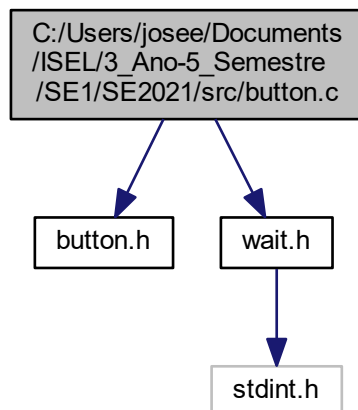 C:/Users/josee/Documents
/ISEL/3_Ano-5_Semestre
/SE1/SE2021/src/button.c
button.h
wait.h
stdint.h